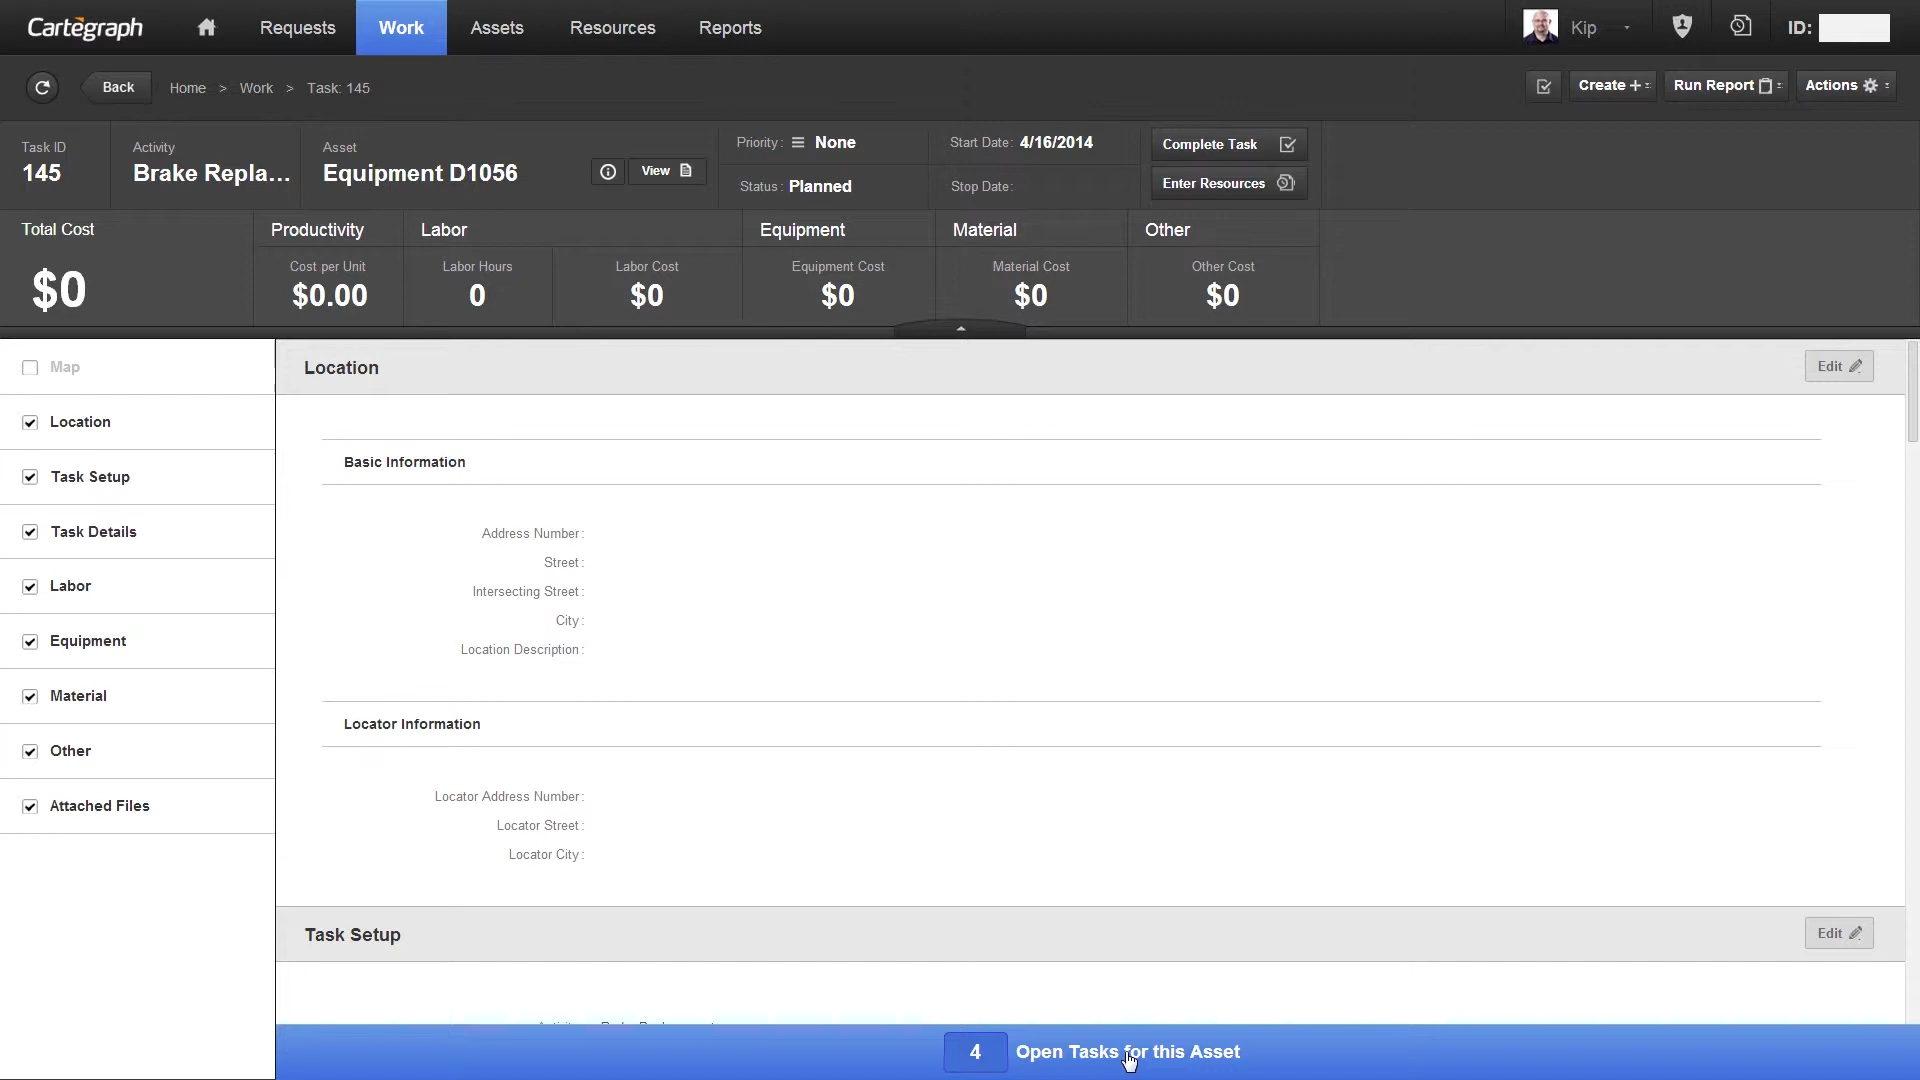 Cartegraph
Requests
Work
Assets
Resources
Reports
Kip
ID:
Back
Home > Work > Task: 145
Create
Run Report
Actions
Task ID
145
Activity
Brake Repla...
Asset
Equipment D1056
View
Priority: None
Status: Planned
Start Date: 4/16/2014
Stop Date:
Complete Task
Enter Resources
Total Cost
$0
Productivity
Cost per Unit
$0.00
Labor
Labor Hours
0
Labor Cost
$0
Equipment
Equipment Cost
$0
Material
Material Cost
$0
Other
Other Cost
$0
Map
Location
Task Setup
Task Details
Labor
Equipment
Material
Other
Attached Files
Location
Edit
Basic Information
Address Number:
Street:
Intersecting Street:
City:
Location Description:
Locator Information
Locator Address Number:
Locator Street:
Locator City:
Task Setup
Edit
4 Open Tasks for this Asset